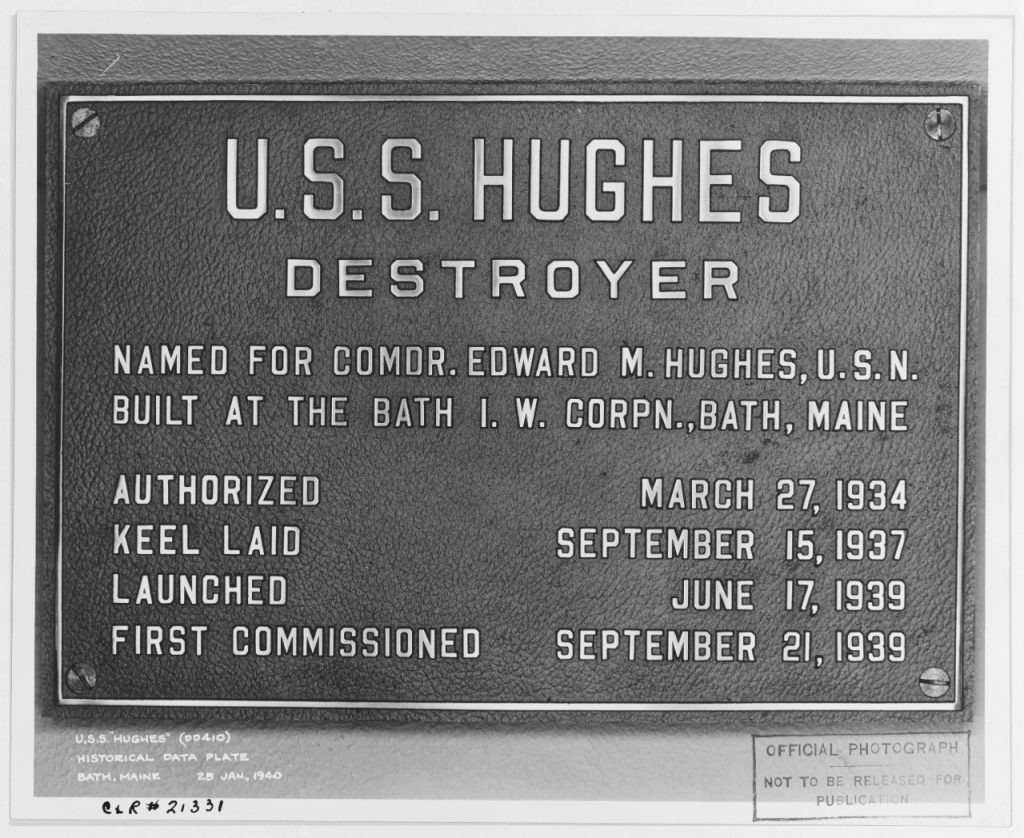 U.S.S. HUGHES
DESTROYER
NAMED FOR COMDR. EDWARD M. HUGHES, U.S.N.
BUILT AT THE BATH I. W. CORPN., BATH, MAINE
AUTHORIZED MARCH 27, 1934
KEEL LAID SEPTEMBER 15, 1937
LAUNCHED JUNE 17, 1939
FIRST COMMISSIONED SEPTEMBER 21, 1939
U.S.S. "HUGHES" (DD410)
HISTORICAL DATA PLATE
BATH, MAINE 25 JAN., 1940
CLR # 21331
OFFICIAL PHOTOGRAPH
NOT TO BE RELEASED FOR
PUBLICATION